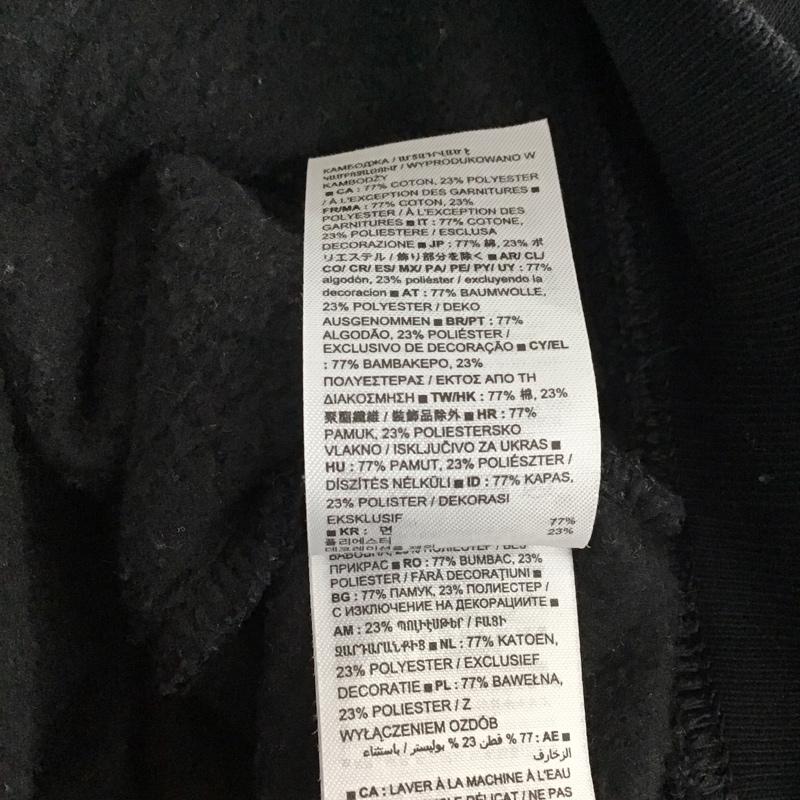 КАМБОДЖА / ԱՐՏԱԴՐՎԱԾ Է
ԿԱՄԲՈՋԱՅՈՒՄ / WYPRODUKOWANO W
KAMBODŻY
■ CA : 77% COTON, 23% POLYESTER
/ À L'EXCEPTION DES GARNITURES ■
FR/MA : 77% COTON, 23%
POLYESTER / À L'EXCEPTION DES
GARNITURES ■ IT : 77% COTONE,
23% POLIESTERE / ESCLUSA
DECORAZIONE ■ JP : 77% 綿, 23% ポ
リエステル / 飾り部分を除く ■ AR/ CL/
CO/ CR/ ES/ MX/ PA/ PE/ PY/ UY : 77%
algodón, 23% poliéster / excluyendo la
decoracion ■ AT : 77% BAUMWOLLE,
23% POLYESTER / DEKO
AUSGENOMMEN ■ BR/PT : 77%
ALGODÃO, 23% POLIÉSTER /
EXCLUSIVO DE DECORAÇÃO ■ CY/EL
: 77% ΒΑΜΒΑΚΕΡΟ, 23%
ΠΟΛΥΕΣΤΕΡΑΣ / ΕΚΤΟΣ ΑΠΟ ΤΗ
ΔΙΑΚΟΣΜΗΣΗ ■ TW/HK : 77% 棉, 23%
聚酯纖維 / 裝飾品除外 ■ HR : 77%
PAMUK, 23% POLIESTERSKO
VLAKNO / ISKLJUČIVO ZA UKRAS ■
HU : 77% PAMUT, 23% POLIÉSZTER /
DÍSZÍTÉS NÉLKÜLI ■ ID : 77% KAPAS,
23% POLISTER / DEKORASI
EKSKLUSIF
■ KR : 면 77%
폴리에스터 23%
ПРИКРАС ■ RO : 77% BUMBAC, 23%
POLIESTER / FĂRĂ DECORAŢIUNI ■
BG : 77% ПАМУК, 23% ПОЛИЕСТЕР /
С ИЗКЛЮЧЕНИЕ НА ДЕКОРАЦИИТЕ ■
AM : 23% ՊՈԼԻԷՍԹԵՐ / ԲԱՑԻ
ԶԱՐԴԱՐԱՆՔԻՑ ■ NL : 77% KATOEN,
23% POLYESTER / EXCLUSIEF
DECORATIE ■ PL : 77% BAWEŁNA,
23% POLIESTER / Z
WYŁĄCZENIEM OZDÓB
■ AE : 77 % قطن 23 % بوليستر / باستثناء
الزخارف
■ CA : LAVER À LA MACHINE À L'EAU
DÉLICAT / NE PAS